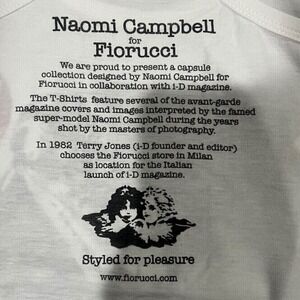 Naomi Campbell
for
Fiorucci
We are proud to present a capsule
collection designed by Naomi Campbell for
Fiorucci in collaboration with i-D magazine.
The T-Shirts feature several of the avant-garde
magazine covers and images interpreted by the famed
super-model Naomi Campbell during the years
shot by the masters of photography.
In 1982 Terry Jones (i-D founder and editor)
chooses the Fiorucci store in Milan
as location for the Italian
launch of i-D magazine.
Styled for pleasure
www.fiorucci.com